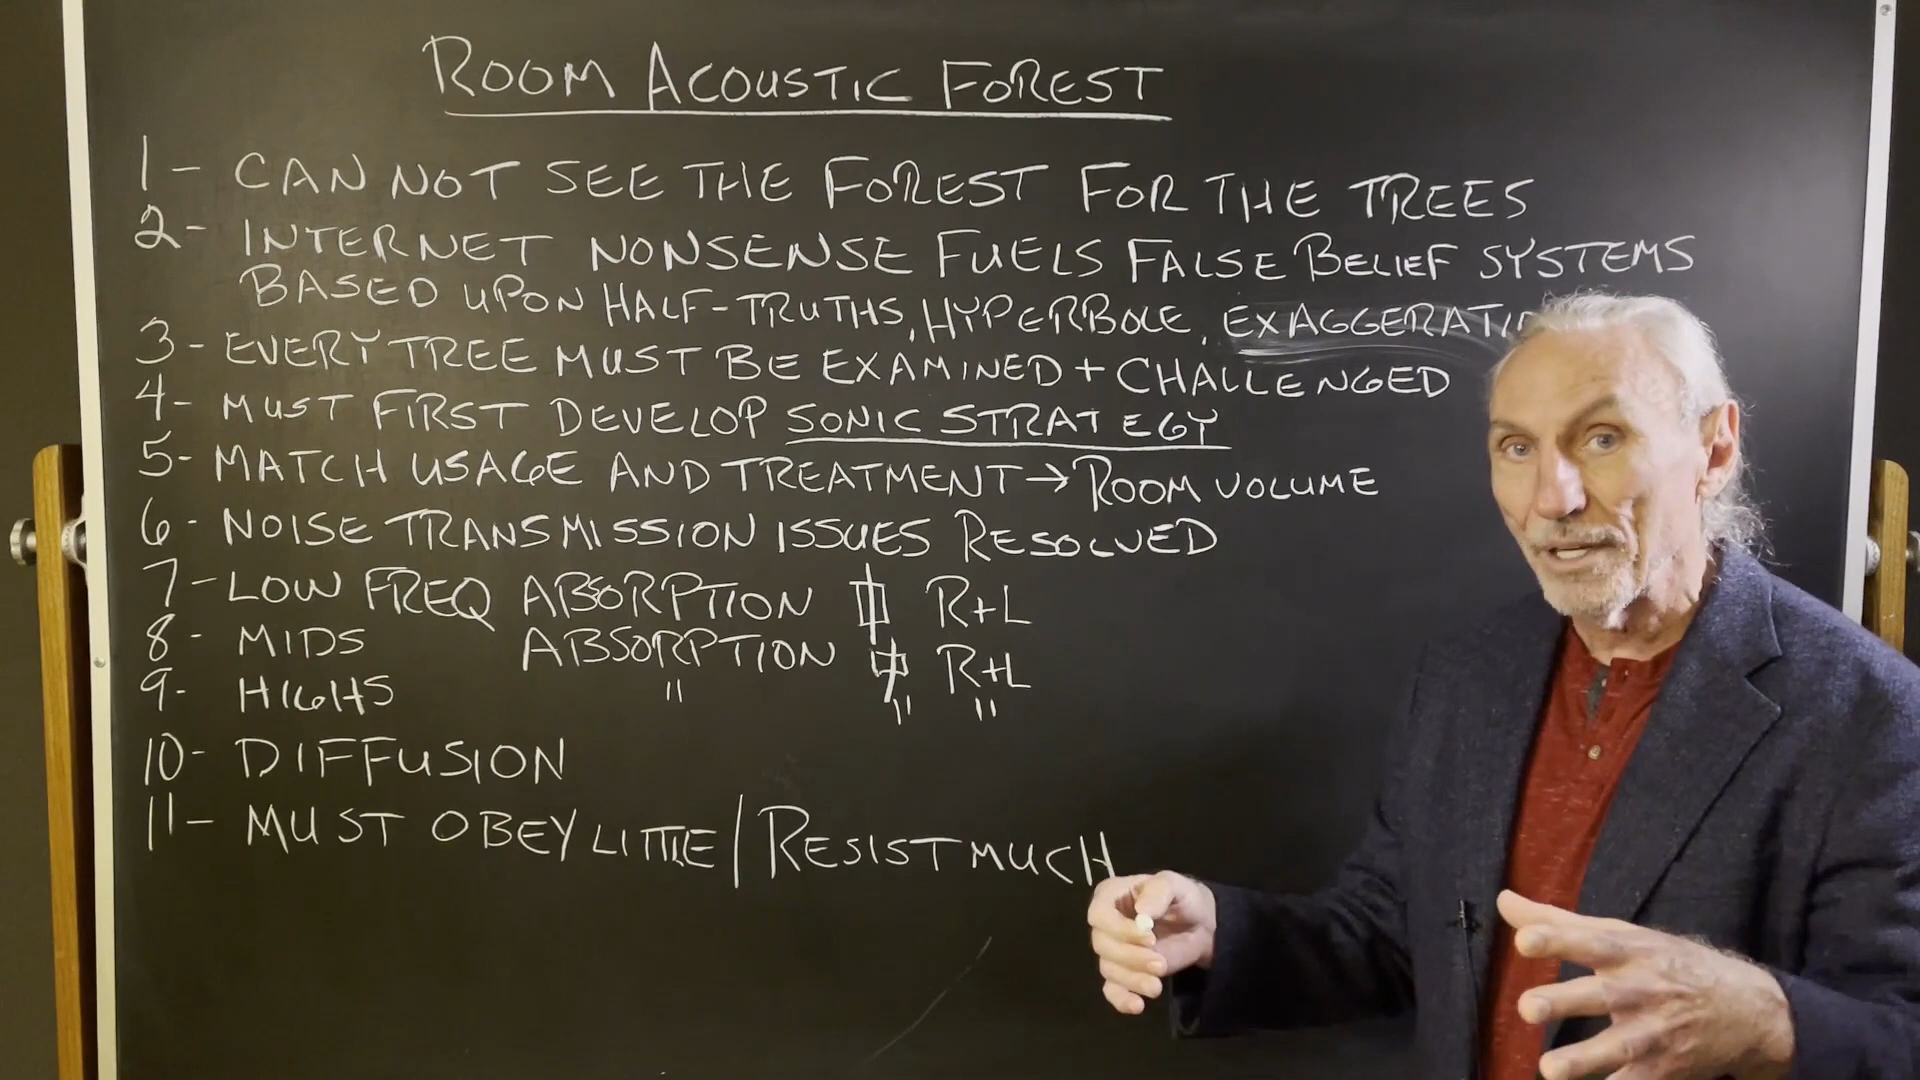 ROOM ACOUSTIC FOREST
1- CAN NOT SEE THE FOREST FOR THE TREES
2- INTERNET NONSENSE FUELS FALSE BELIEF SYSTEMS
BASED UPON HALF-TRUTHS, HYPERBOLE, EXAGGERATI
3- EVERY TREE MUST BE EXAMINED + CHALLENGED
4- MUST FIRST DEVELOP SONIC STRATEGY
5- MATCH USAGE AND TREATMENT → ROOM VOLUME
6- NOISE TRANSMISSION ISSUES RESOLVED
7- LOW FREQ ABSORPTION R+L
8- MIDS ABSORPTION R+L
9- HIGHS " " "
10- DIFFUSION
11- MUST OBEY LITTLE / RESIST MUCH